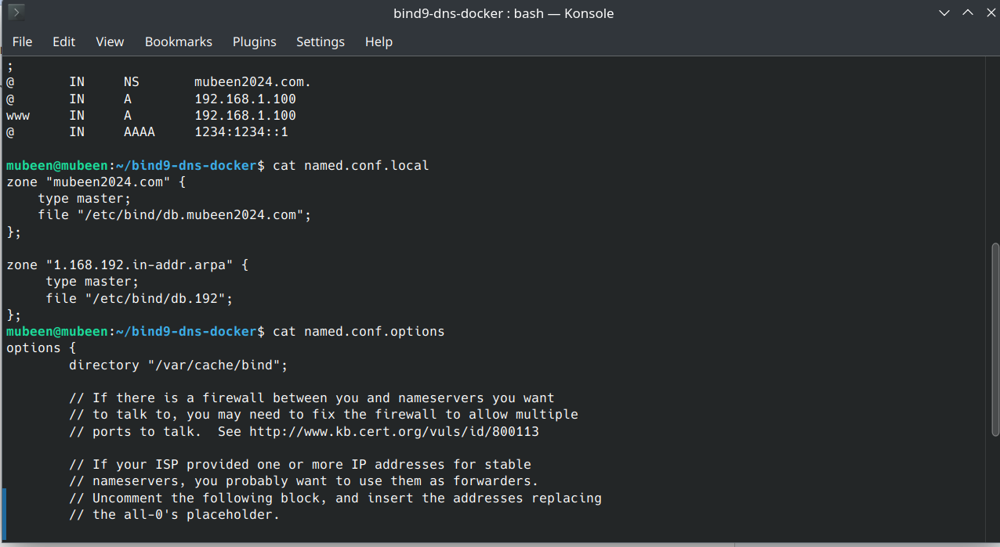 bind9-dns-docker : bash — Konsole
File Edit View Bookmarks Plugins Settings Help
;
@ IN NS mubeen2024.com.
@ IN A 192.168.1.100
www IN A 192.168.1.100
@ IN AAAA 1234:1234::1
mubeen@mubeen:~/bind9-dns-docker$ cat named.conf.local
zone "mubeen2024.com" {
    type master;
    file "/etc/bind/db.mubeen2024.com";
};
zone "1.168.192.in-addr.arpa" {
     type master;
     file "/etc/bind/db.192";
};
mubeen@mubeen:~/bind9-dns-docker$ cat named.conf.options
options {
        directory "/var/cache/bind";
        // If there is a firewall between you and nameservers you want
        // to talk to, you may need to fix the firewall to allow multiple
        // ports to talk.  See http://www.kb.cert.org/vuls/id/800113
        // If your ISP provided one or more IP addresses for stable
        // nameservers, you probably want to use them as forwarders.
        // Uncomment the following block, and insert the addresses replacing
        // the all-0's placeholder.